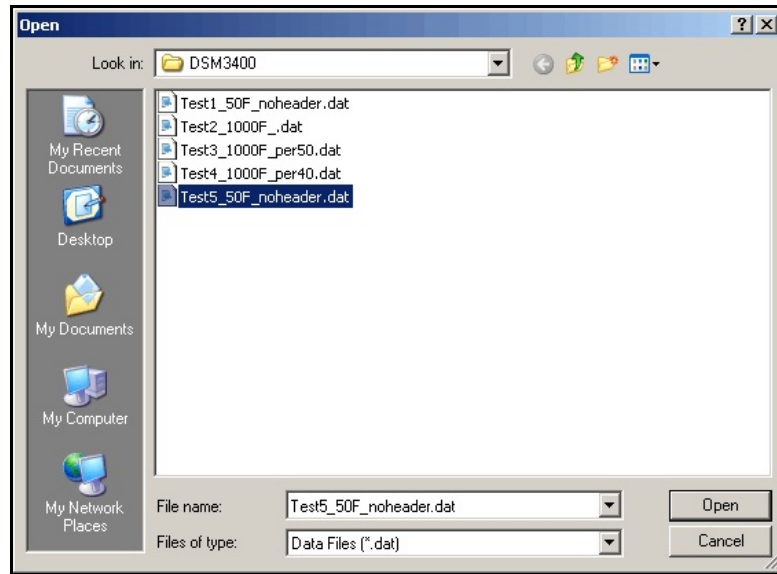 Open
Look in: DSM3400
My Recent
Documents
Desktop
My Documents
My Computer
My Network
Places
Test1_50F_noheader.dat
Test2_1000F_.dat
Test3_1000F_per50.dat
Test4_1000F_per40.dat
Test5_50F_noheader.dat
File name: Test5_50F_noheader.dat Open
Files of type: Data Files (*.dat) Cancel